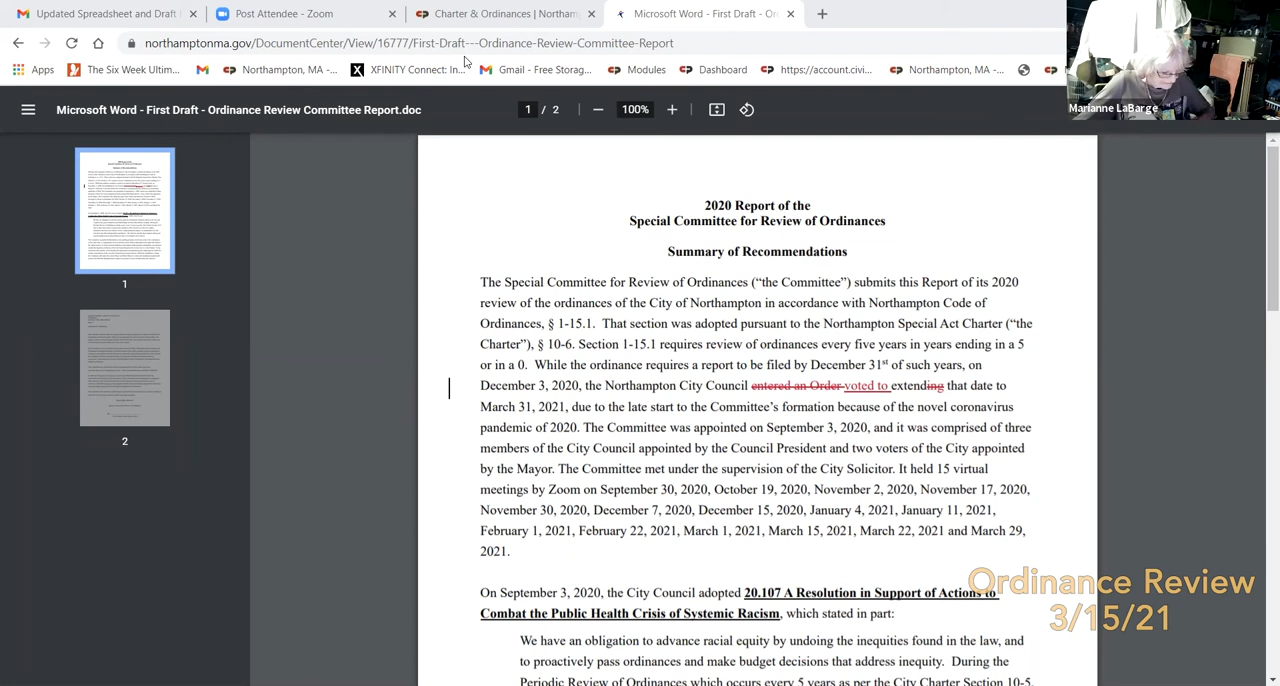 Updated Spreadsheet and Draft
Post Attendee - Zoom
Charter & Ordinances | Northam
Microsoft Word - First Draft - Or
northamptonma.gov/DocumentCenter/View/16777/First-Draft---Ordinance-Review-Committee-Report
Apps
The Six Week Ultim...
Northampton, MA -...
XFINITY Connect: In...
Gmail - Free Storag...
Modules
Dashboard
https://account.civi...
Northampton, MA -...
Marianne LaBarge
Microsoft Word - First Draft - Ordinance Review Committee Report.doc
1 / 2
100%
1
2
2020 Report of the
Special Committee for Review of Ordinances
Summary of Recommendations
The Special Committee for Review of Ordinances (“the Committee”) submits this Report of its 2020
review of the ordinances of the City of Northampton in accordance with Northampton Code of
Ordinances, § 1-15.1.  That section was adopted pursuant to the Northampton Special Act Charter (“the
Charter”), § 10-6. Section 1-15.1 requires review of ordinances every five years in years ending in a 5
or in a 0.  While the ordinance requires a report to be filed by December 31st of such years, on
December 3, 2020, the Northampton City Council entered an Order voted to extending that date to
March 31, 2021, due to the late start to the Committee’s formation because of the novel coronavirus
pandemic of 2020. The Committee was appointed on September 3, 2020, and it was comprised of three
members of the City Council appointed by the Council President and two voters of the City appointed
by the Mayor. The Committee met under the supervision of the City Solicitor. It held 15 virtual
meetings by Zoom on September 30, 2020, October 19, 2020, November 2, 2020, November 17, 2020,
November 30, 2020, December 7, 2020, December 15, 2020, January 4, 2021, January 11, 2021,
February 1, 2021, February 22, 2021, March 1, 2021, March 15, 2021, March 22, 2021 and March 29,
2021.
On September 3, 2020, the City Council adopted 20.107 A Resolution in Support of Actions to
Combat the Public Health Crisis of Systemic Racism, which stated in part:
We have an obligation to advance racial equity by undoing the inequities found in the law, and
to proactively pass ordinances and make budget decisions that address inequity.  During the
Periodic Review of Ordinances which occurs every 5 years as per the City Charter Section 10-5,
Ordinance Review
3/15/21